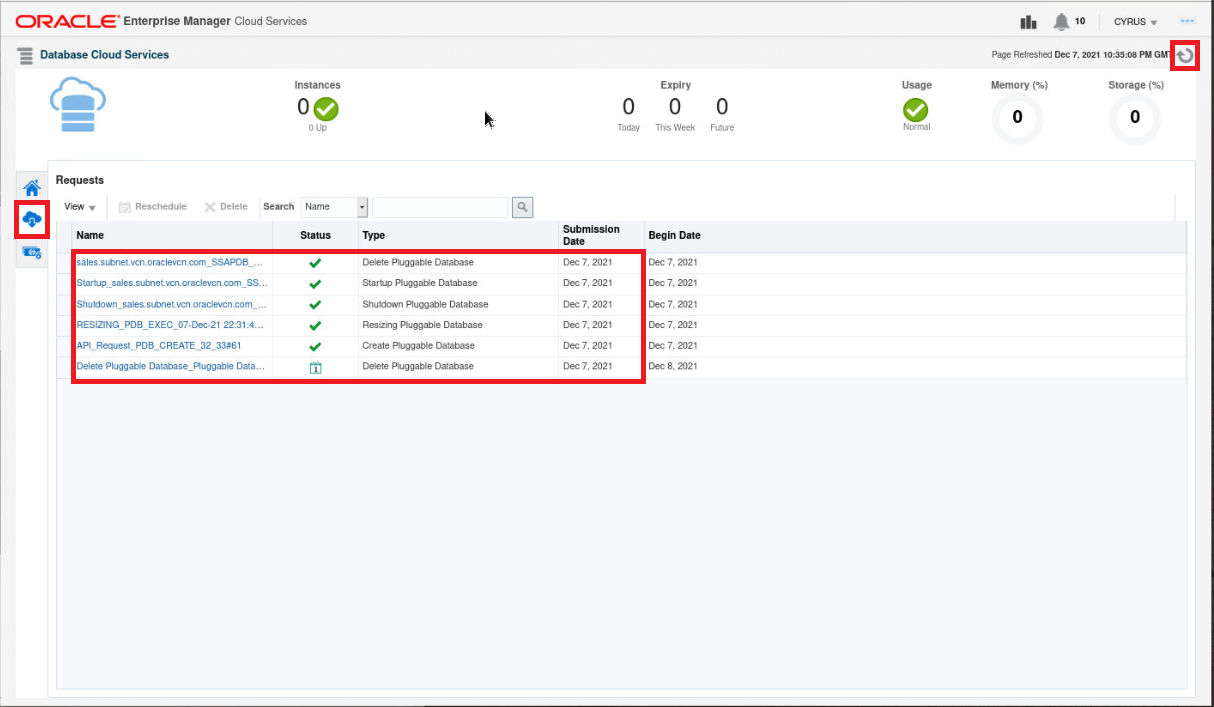 ORACLE Enterprise Manager Cloud Services 10 CYRUS
Database Cloud Services Page Refreshed Dec 7, 2021 10:35:08 PM GMT
Instances Expiry Usage Memory (%) Storage (%)
0 0 0 0 0 0
0 Up Today This Week Future Normal
Requests
View Reschedule Delete Search Name
Name Status Type Submission Date Begin Date
sales.subnet.vcn.oraclevcn.com_SSAPDB_... Delete Pluggable Database Dec 7, 2021 Dec 7, 2021
Startup_sales.subnet.vcn.oraclevcn.com_SS... Startup Pluggable Database Dec 7, 2021 Dec 7, 2021
Shutdown_sales.subnet.vcn.oraclevcn.com_... Shutdown Pluggable Database Dec 7, 2021 Dec 7, 2021
RESIZING_PDB_EXEC_07-Dec-21 22:31:4... Resizing Pluggable Database Dec 7, 2021 Dec 7, 2021
API_Request_PDB_CREATE_32_33#61 Create Pluggable Database Dec 7, 2021 Dec 7, 2021
Delete Pluggable Database_Pluggable Data... 1 Delete Pluggable Database Dec 7, 2021 Dec 8, 2021